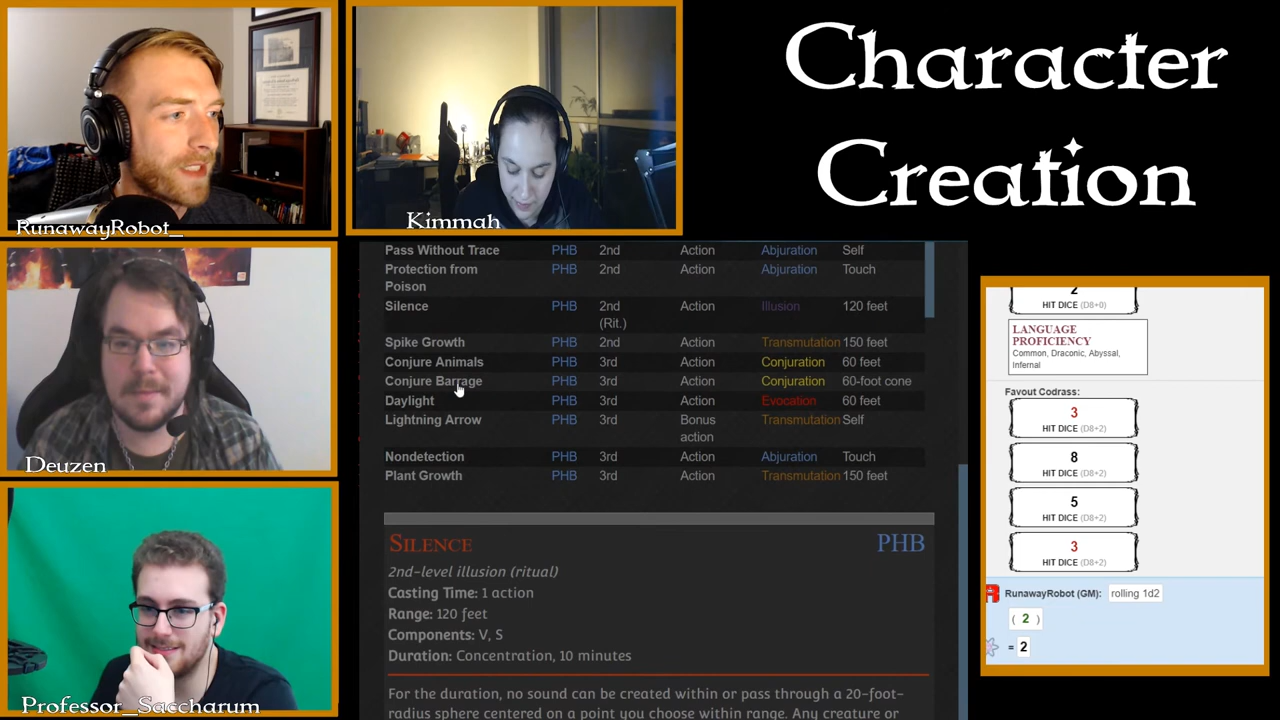 Character
Creation
RunawayRobot_
Kimmah
Deuzen
Professor_Saccharum
Pass Without Trace PHB 2nd Action Abjuration Self
Protection from PHB 2nd Action Abjuration Touch
Poison
Silence PHB 2nd Action Illusion 120 feet
(Rit.)
Spike Growth PHB 2nd Action Transmutation 150 feet
Conjure Animals PHB 3rd Action Conjuration 60 feet
Conjure Barrage PHB 3rd Action Conjuration 60-foot cone
Daylight PHB 3rd Action Evocation 60 feet
Lightning Arrow PHB 3rd Bonus Transmutation Self
action
Nondetection PHB 3rd Action Abjuration Touch
Plant Growth PHB 3rd Action Transmutation 150 feet
Silence PHB
2nd-level illusion (ritual)
Casting Time: 1 action
Range: 120 feet
Components: V, S
Duration: Concentration, 10 minutes
For the duration, no sound can be created within or pass through a 20-foot-
radius sphere centered on a point you choose within range. Any creature or
2
HIT DICE (D8+0)
LANGUAGE
PROFICIENCY
Common, Draconic, Abyssal,
Infernal
Favout Codrass:
3
HIT DICE (D8+2)
8
HIT DICE (D8+2)
5
HIT DICE (D8+2)
3
HIT DICE (D8+2)
RunawayRobot (GM): rolling 1d2
( 2 )
= 2